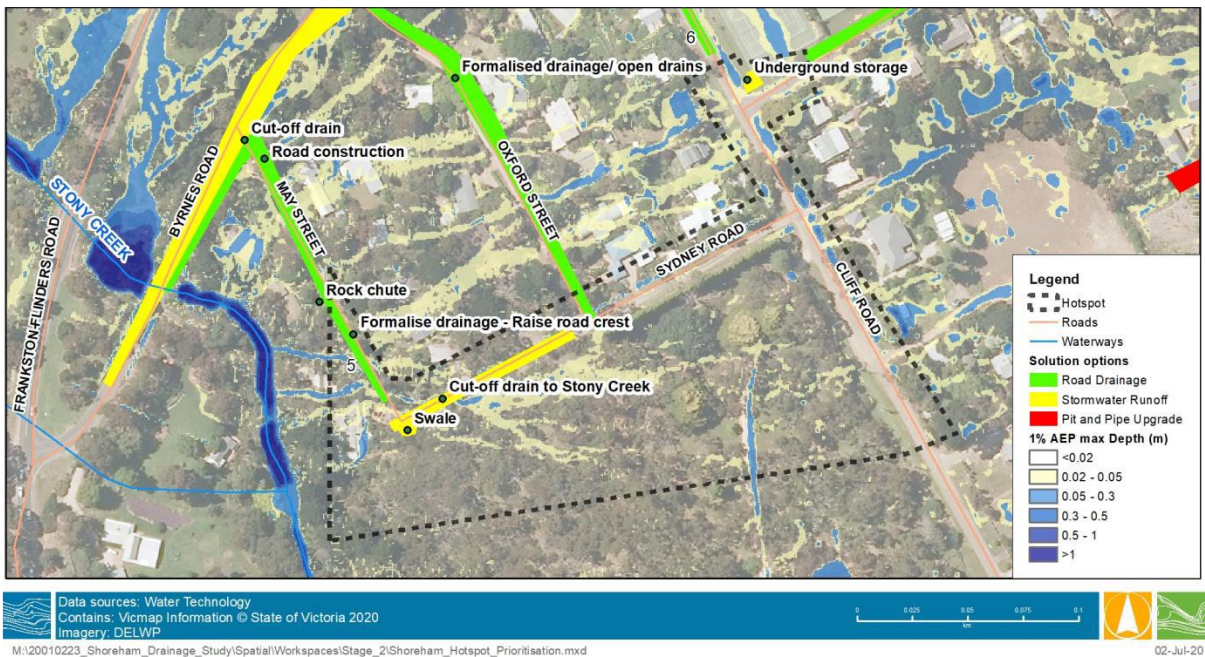 6
Formalised drainage/ open drains
Underground storage
Cut-off drain
Road construction
BYRNES ROAD
MAY STREET
OXFORD STREET
STONY CREEK
FRANKSTON-FLINDERS ROAD
SYDNEY ROAD
CLIFF ROAD
Rock chute
Formalise drainage - Raise road crest
5
Cut-off drain to Stony Creek
Swale
Legend
Hotspot
Roads
Waterways
Solution options
Road Drainage
Stormwater Runoff
Pit and Pipe Upgrade
1% AEP max Depth (m)
<0.02
0.02 - 0.05
0.05 - 0.3
0.3 - 0.5
0.5 - 1
>1
Data sources: Water Technology
Contains: Vicmap Information © State of Victoria 2020
Imagery: DELWP
0 0.025 0.05 0.075 0.1
km
M:\20010223_Shoreham_Drainage_Study\Spatial\Workspaces\Stage_2\Shoreham_Hotspot_Prioritisation.mxd
02-Jul-20